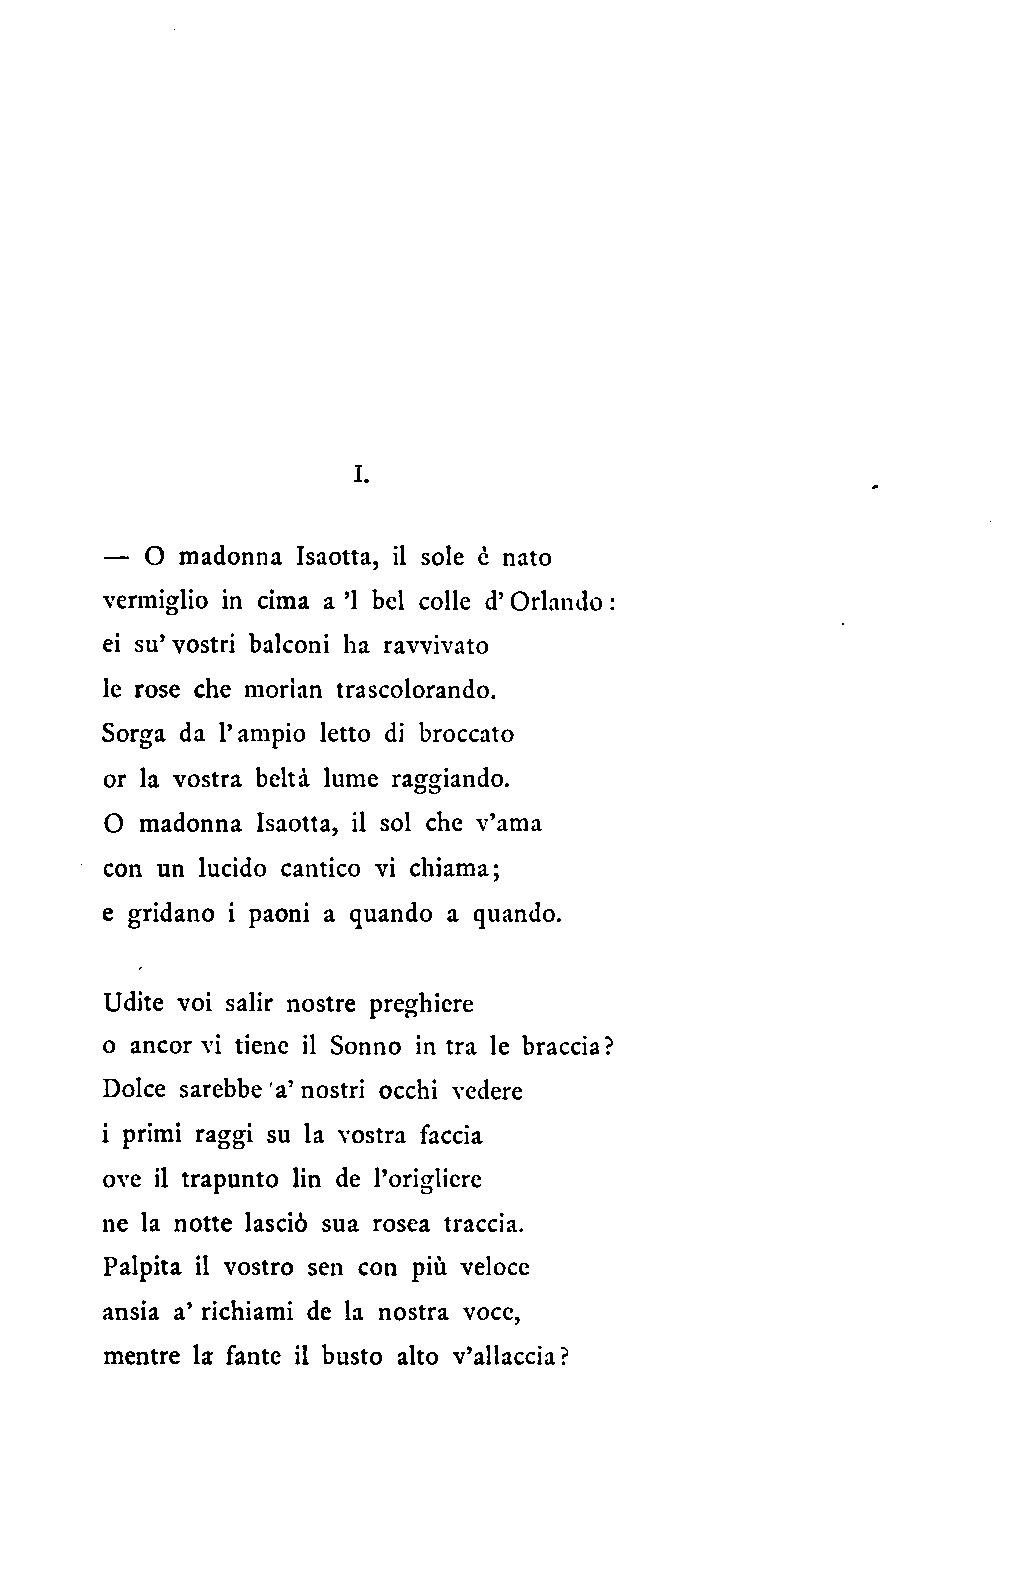 I.
— O madonna Isaotta, il sole è nato
vermiglio in cima a 'l bel colle d'Orlando:
ei su' vostri balconi ha ravvivato
le rose che morian trascolorando.
Sorga da l'ampio letto di broccato
or la vostra beltà lume raggiando.
O madonna Isaotta, il sol che v'ama
con un lucido cantico vi chiama;
e gridano i paoni a quando a quando.
Udite voi salir nostre preghiere
o ancor vi tiene il Sonno in tra le braccia?
Dolce sarebbe a' nostri occhi vedere
i primi raggi su la vostra faccia
ove il trapunto lin de l'origliere
ne la notte lasciò sua rosea traccia.
Palpita il vostro sen con più veloce
ansia a' richiami de la nostra voce,
mentre la fante il busto alto v'allaccia?